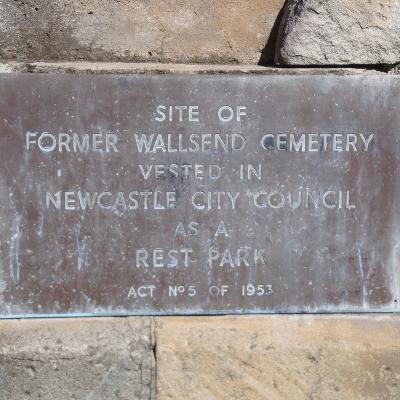 SITE OF
FORMER WALLSEND CEMETERY
VESTED IN
NEWCASTLE CITY COUNCIL
AS A
REST PARK
ACT Nº5 OF 1953